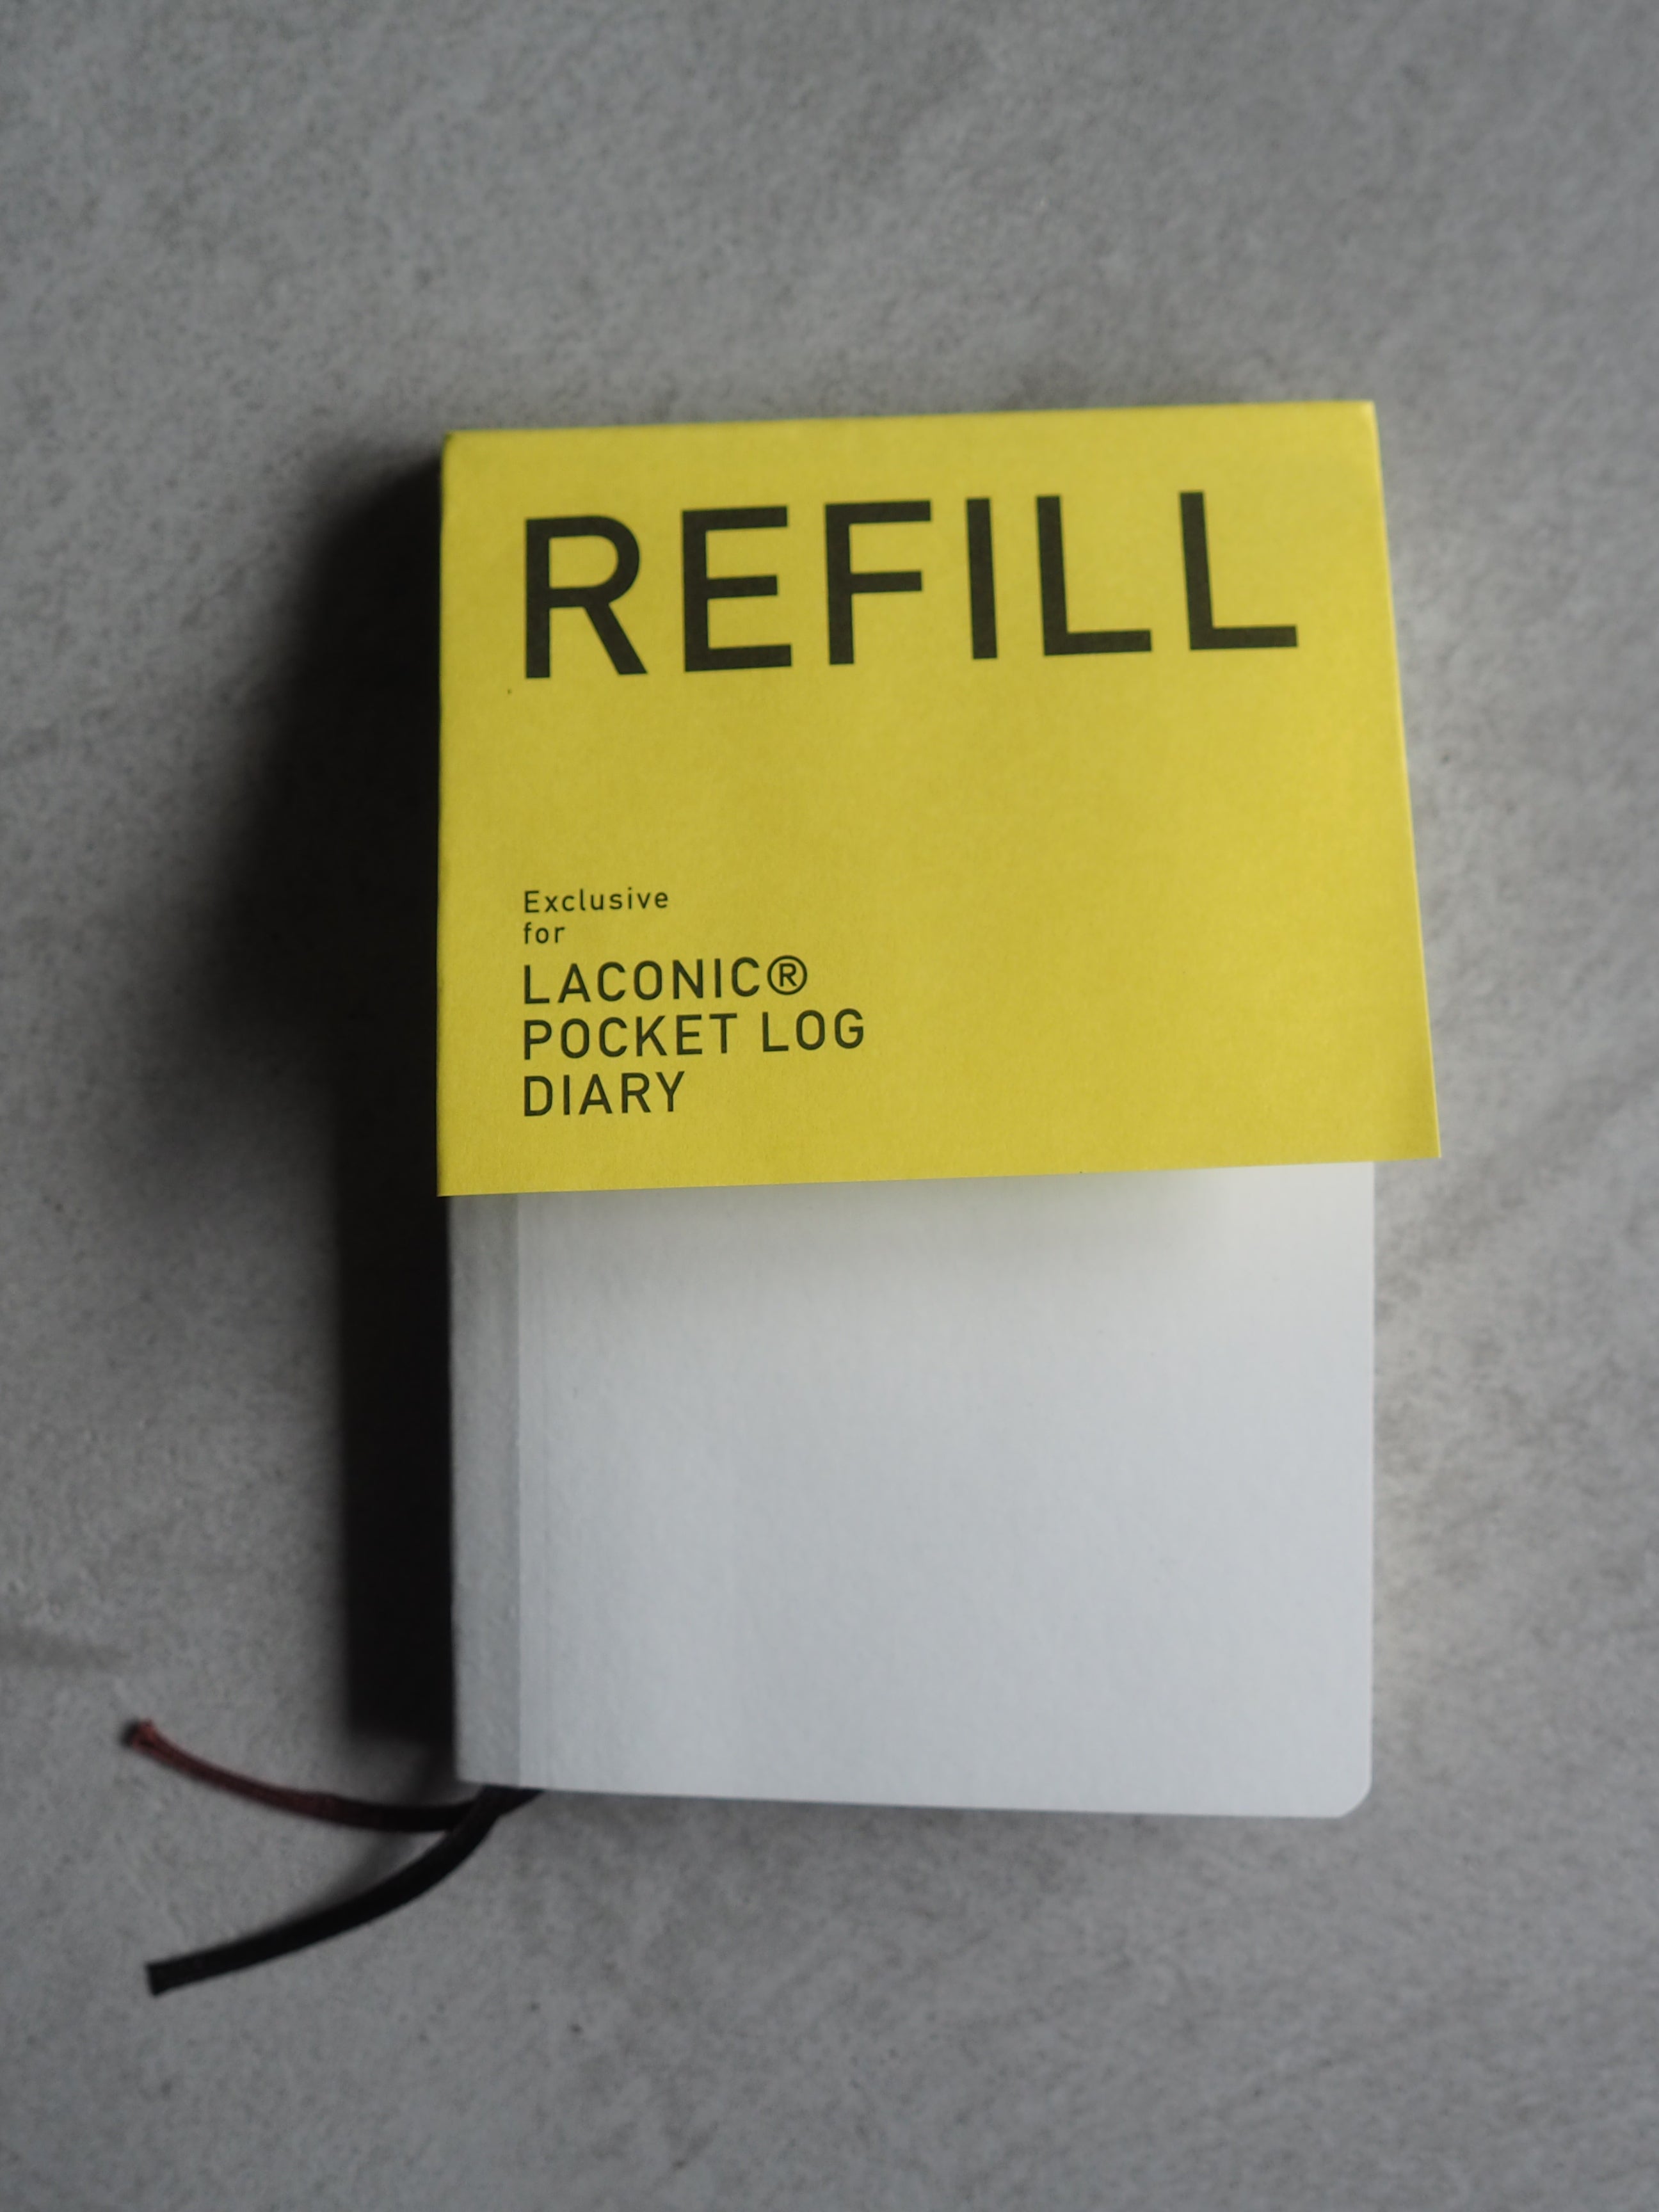 REFILL
Exclusive
for
LACONIC®
POCKET LOG
DIARY